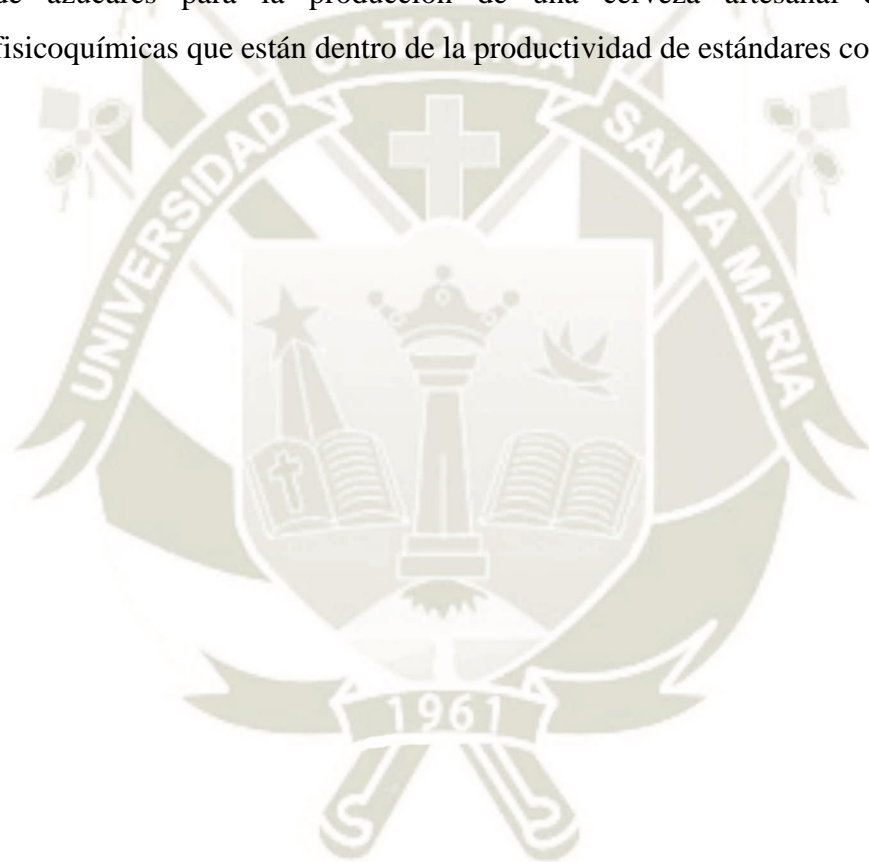 de azúcares para la producción de una cerveza artesanal
fisicoquímicas que están dentro de la productividad de estándares co
UNIVERSIDAD CATOLICA SANTA MARIA
1961